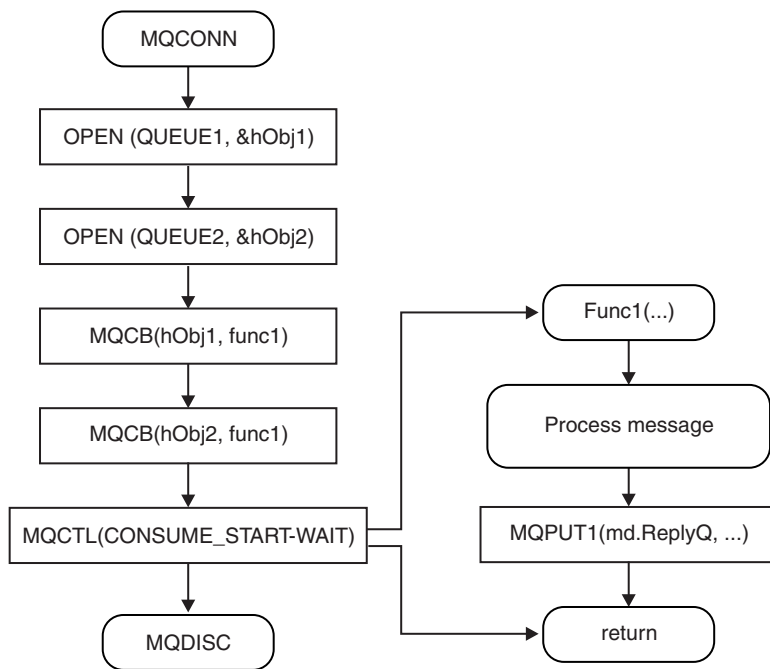 MQCONN
OPEN (QUEUE1, &hObj1)
OPEN (QUEUE2, &hObj2)
MQCB(hObj1, func1)
MQCB(hObj2, func1)
MQCTL(CONSUME_START-WAIT)
MQDISC
Func1(...)
Process message
MQPUT1(md.ReplyQ, ...)
return